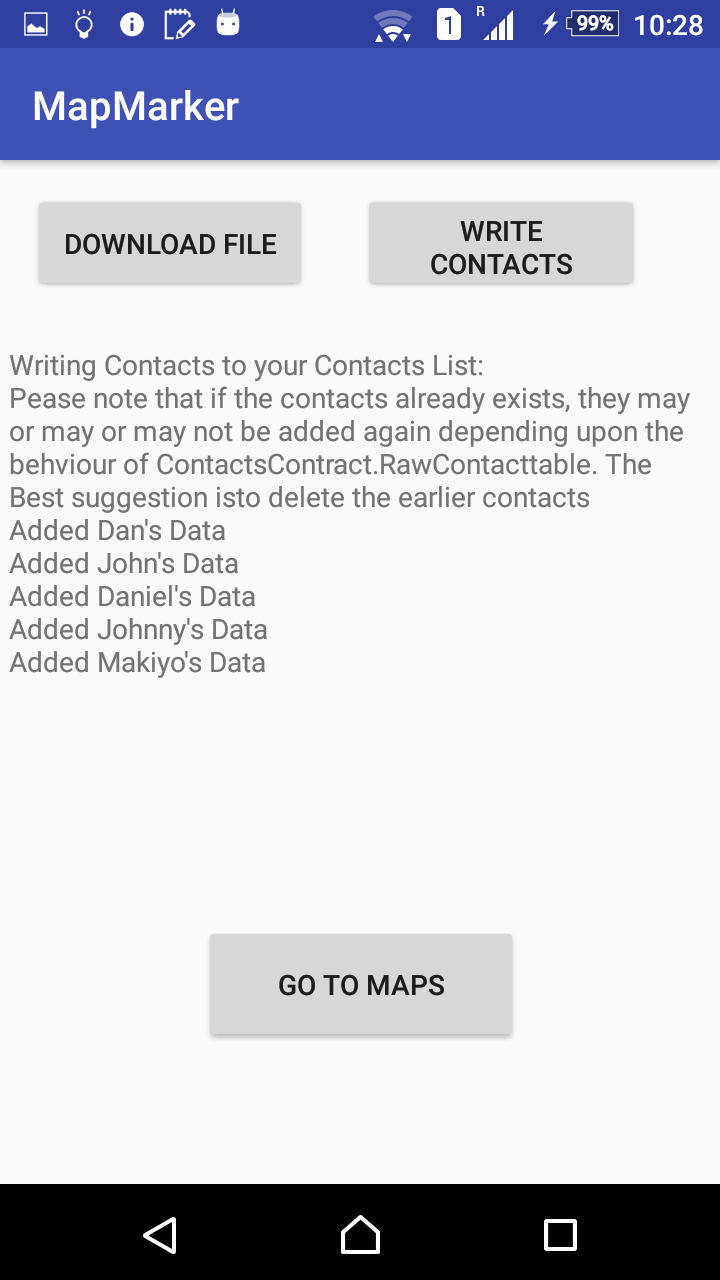 1 R 99% 10:28
MapMarker
DOWNLOAD FILE
WRITE
CONTACTS
Writing Contacts to your Contacts List:
Pease note that if the contacts already exists, they may
or may or may not be added again depending upon the
behviour of ContactsContract.RawContacttable. The
Best suggestion isto delete the earlier contacts
Added Dan's Data
Added John's Data
Added Daniel's Data
Added Johnny's Data
Added Makiyo's Data
GO TO MAPS